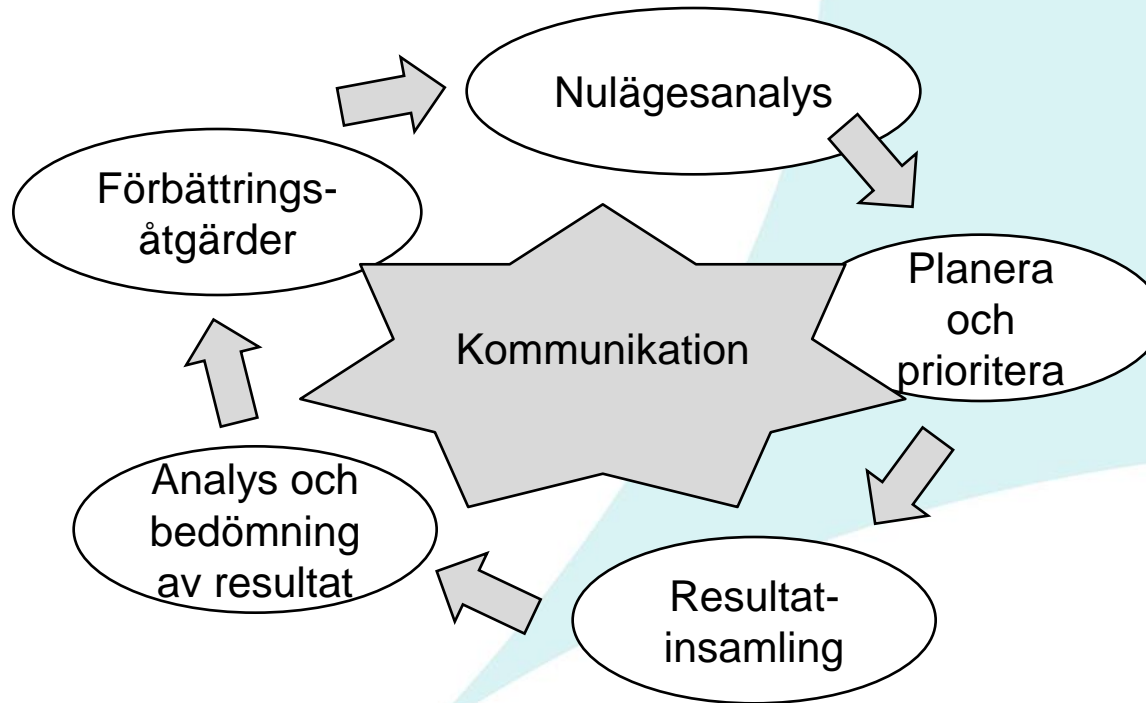 Nulägesanalys
Förbättrings-
åtgärder
Planera
och
prioritera
Kommunikation
Analys och
bedömning
av resultat
Resultat-
insamling